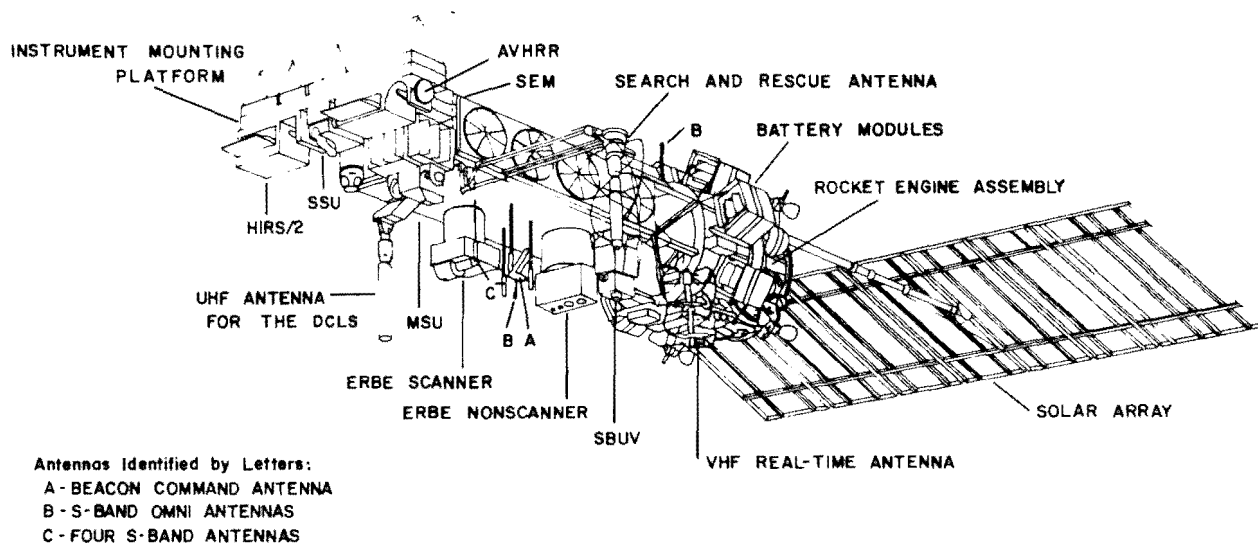 INSTRUMENT MOUNTING
PLATFORM
AVHRR
SEM
SEARCH AND RESCUE ANTENNA
B
BATTERY MODULES
ROCKET ENGINE ASSEMBLY
SSU
HIRS/2
UHF ANTENNA
FOR THE DCLS
MSU
C
B A
ERBE SCANNER
ERBE NONSCANNER
SBUV
SOLAR ARRAY
VHF REAL-TIME ANTENNA
Antennas Identified by Letters:
A - BEACON COMMAND ANTENNA
B - S-BAND OMNI ANTENNAS
C - FOUR S-BAND ANTENNAS